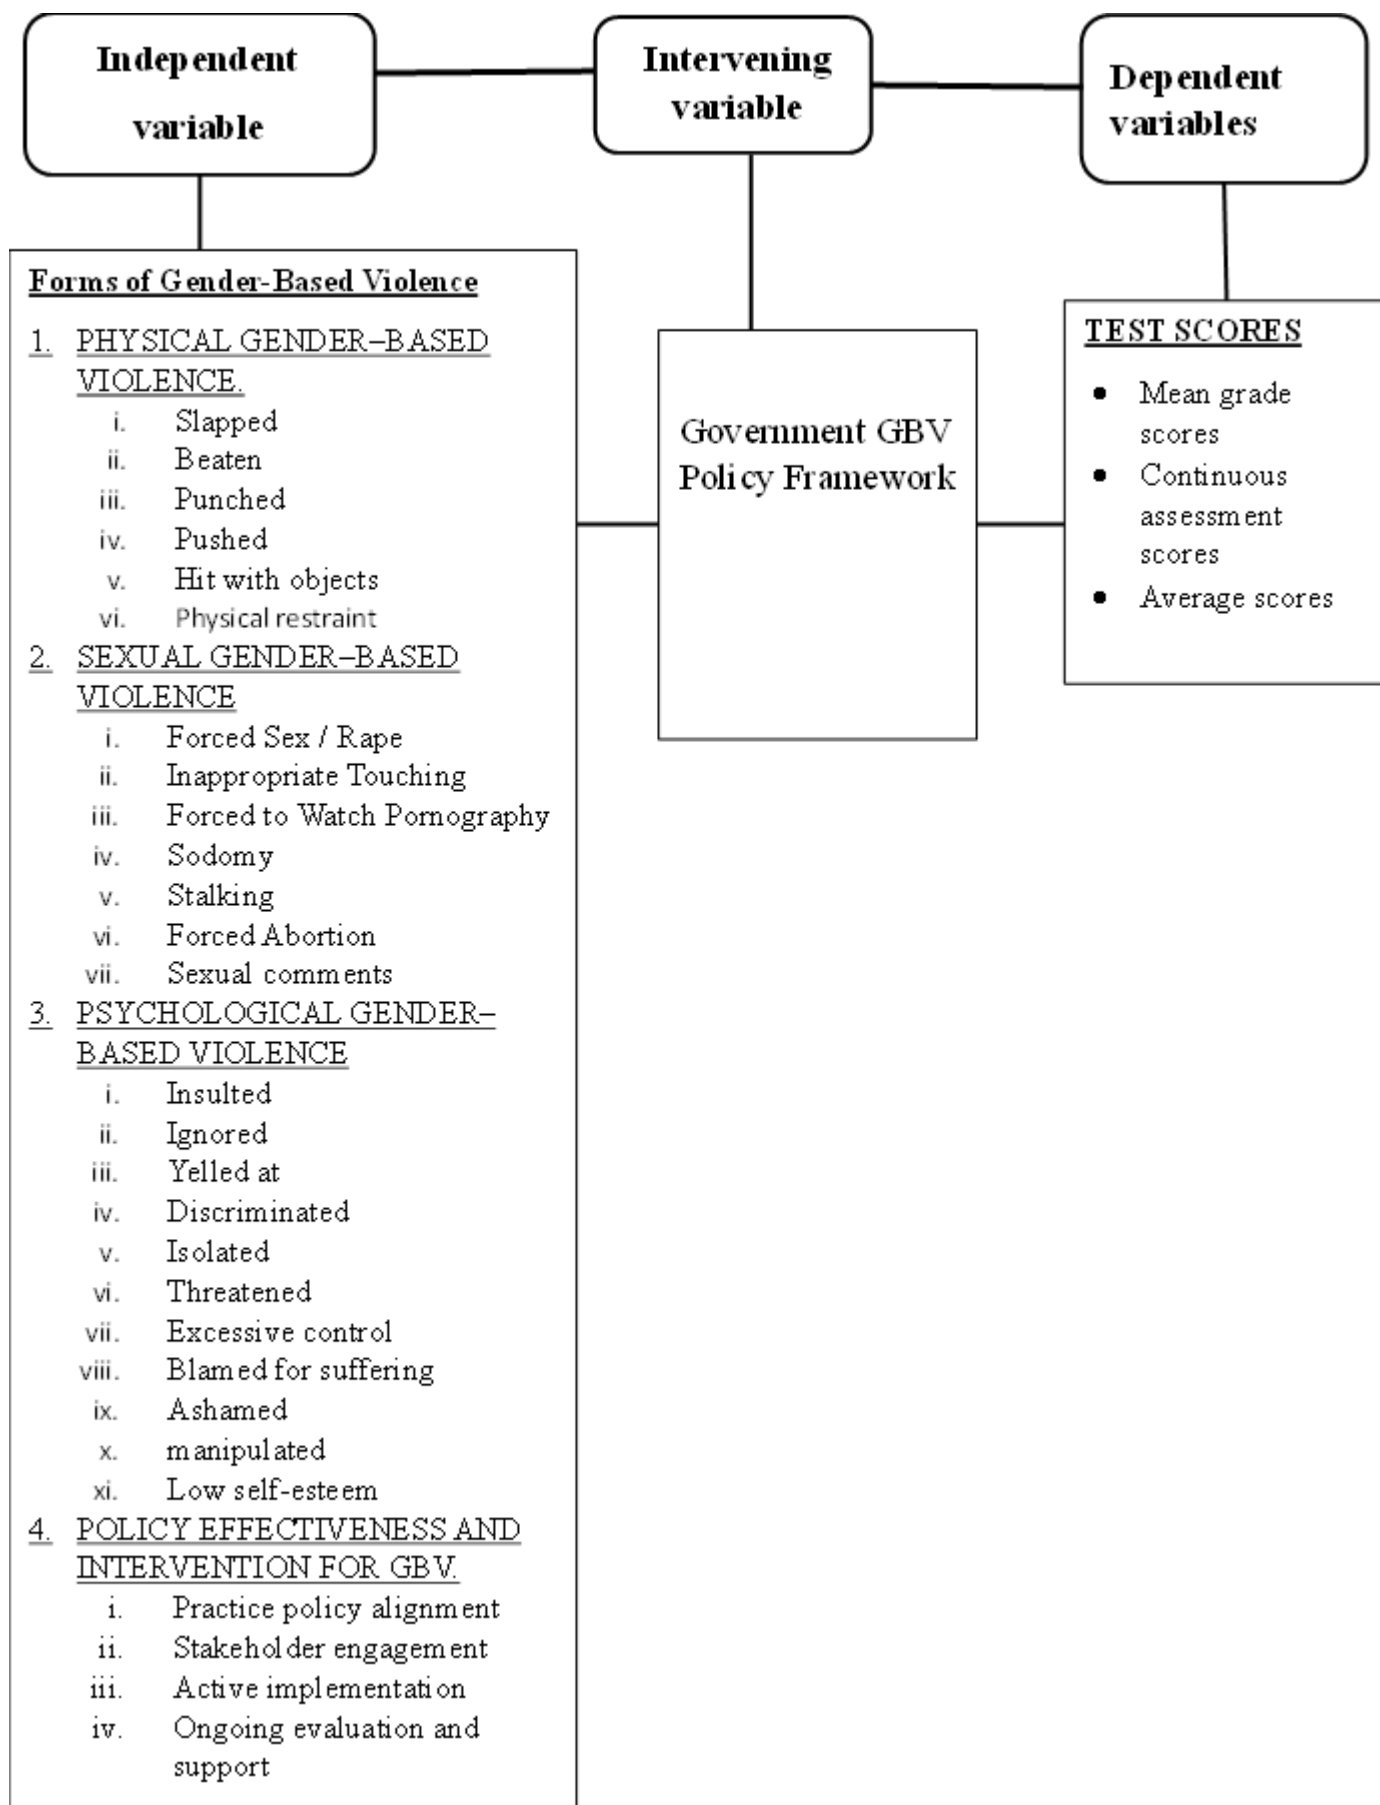 Independent
variable
Intervening
variable
Dependent
variables
Forms of Gender-Based Violence
1. PHYSICAL GENDER–BASED
VIOLENCE.
i. Slapped
ii. Beaten
iii. Punched
iv. Pushed
v. Hit with objects
vi. Physical restraint
2. SEXUAL GENDER–BASED
VIOLENCE
i. Forced Sex / Rape
ii. Inappropriate Touching
iii. Forced to Watch Pornography
iv. Sodomy
v. Stalking
vi. Forced Abortion
vii. Sexual comments
3. PSYCHOLOGICAL GENDER–
BASED VIOLENCE
i. Insulted
ii. Ignored
iii. Yelled at
iv. Discriminated
v. Isolated
vi. Threatened
vii. Excessive control
viii. Blamed for suffering
ix. Ashamed
x. manipulated
xi. Low self-esteem
4. POLICY EFFECTIVENESS AND
INTERVENTION FOR GBV.
i. Practice policy alignment
ii. Stakeholder engagement
iii. Active implementation
iv. Ongoing evaluation and
support
Government GBV
Policy Framework
TEST SCORES
• Mean grade
scores
• Continuous
assessment
scores
• Average scores